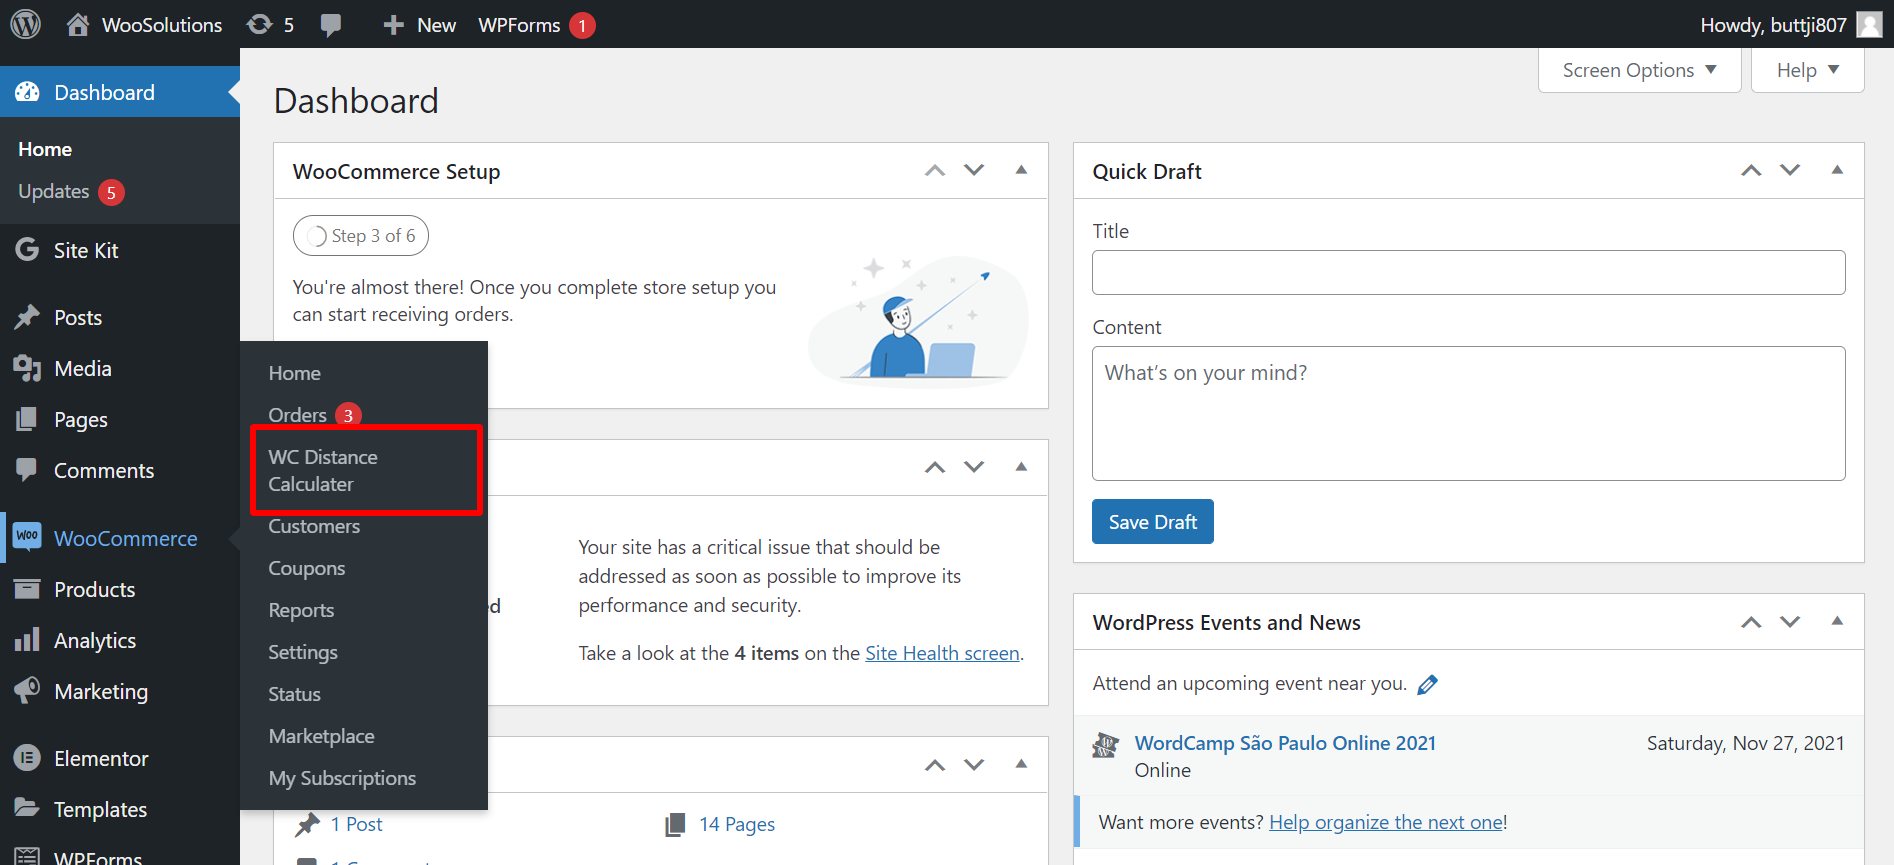 WooSolutions
5
New
WPForms 1
Howdy, buttji807
Dashboard
Home
Updates 5
Site Kit
Posts
Media
Pages
Comments
WooCommerce
Products
Analytics
Marketing
Elementor
Templates
WPForms
Home
Orders 3
WC Distance
Calculater
Customers
Coupons
Reports
Settings
Status
Marketplace
My Subscriptions
Screen Options
Help
Dashboard
WooCommerce Setup
Step 3 of 6
You're almost there! Once you complete store setup you
can start receiving orders.
Your site has a critical issue that should be
addressed as soon as possible to improve its
performance and security.
Take a look at the 4 items on the Site Health screen.
1 Post
14 Pages
Quick Draft
Title
Content
What's on your mind?
Save Draft
WordPress Events and News
Attend an upcoming event near you.
WordCamp São Paulo Online 2021
Saturday, Nov 27, 2021
Online
Want more events? Help organize the next one!